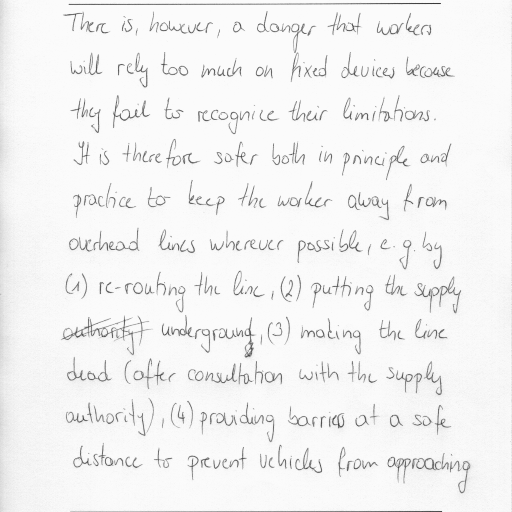 There is, however, a danger that workers
will rely too much on fixed devices because
they fail to recognize their limitations.
It is therefore safer both in principle and
practice to keep the worker away from
overhead lines wherever possible, e.g. by
(1) re-routing the line, (2) putting the supply
authority) underground, (3) making the line
dead (after consultation with the supply
authority), (4) providing barriers at a safe
distance to prevent vehicles from approaching